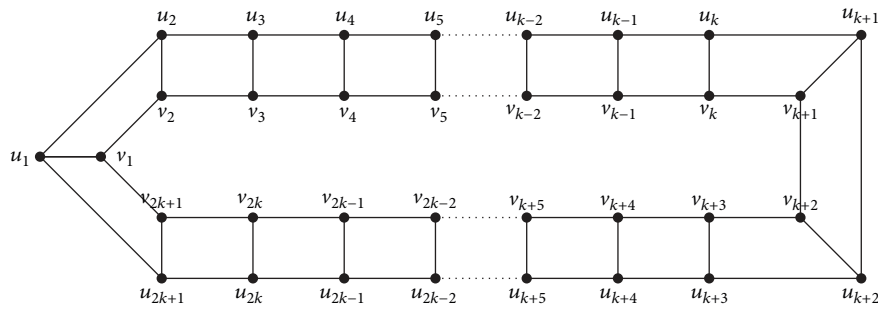 u₂ u₃ u₄ u₅ uₖ₋₂ uₖ₋₁ uₖ uₖ₊₁
v₂ v₃ v₄ v₅ vₖ₋₂ vₖ₋₁ vₖ vₖ₊₁
u₁ v₁
v₂ₖ₊₁ v₂ₖ v₂ₖ₋₁ v₂ₖ₋₂ vₖ₊₅ vₖ₊₄ vₖ₊₃ vₖ₊₂
u₂ₖ₊₁ u₂ₖ u₂ₖ₋₁ u₂ₖ₋₂ uₖ₊₅ uₖ₊₄ uₖ₊₃ uₖ₊₂